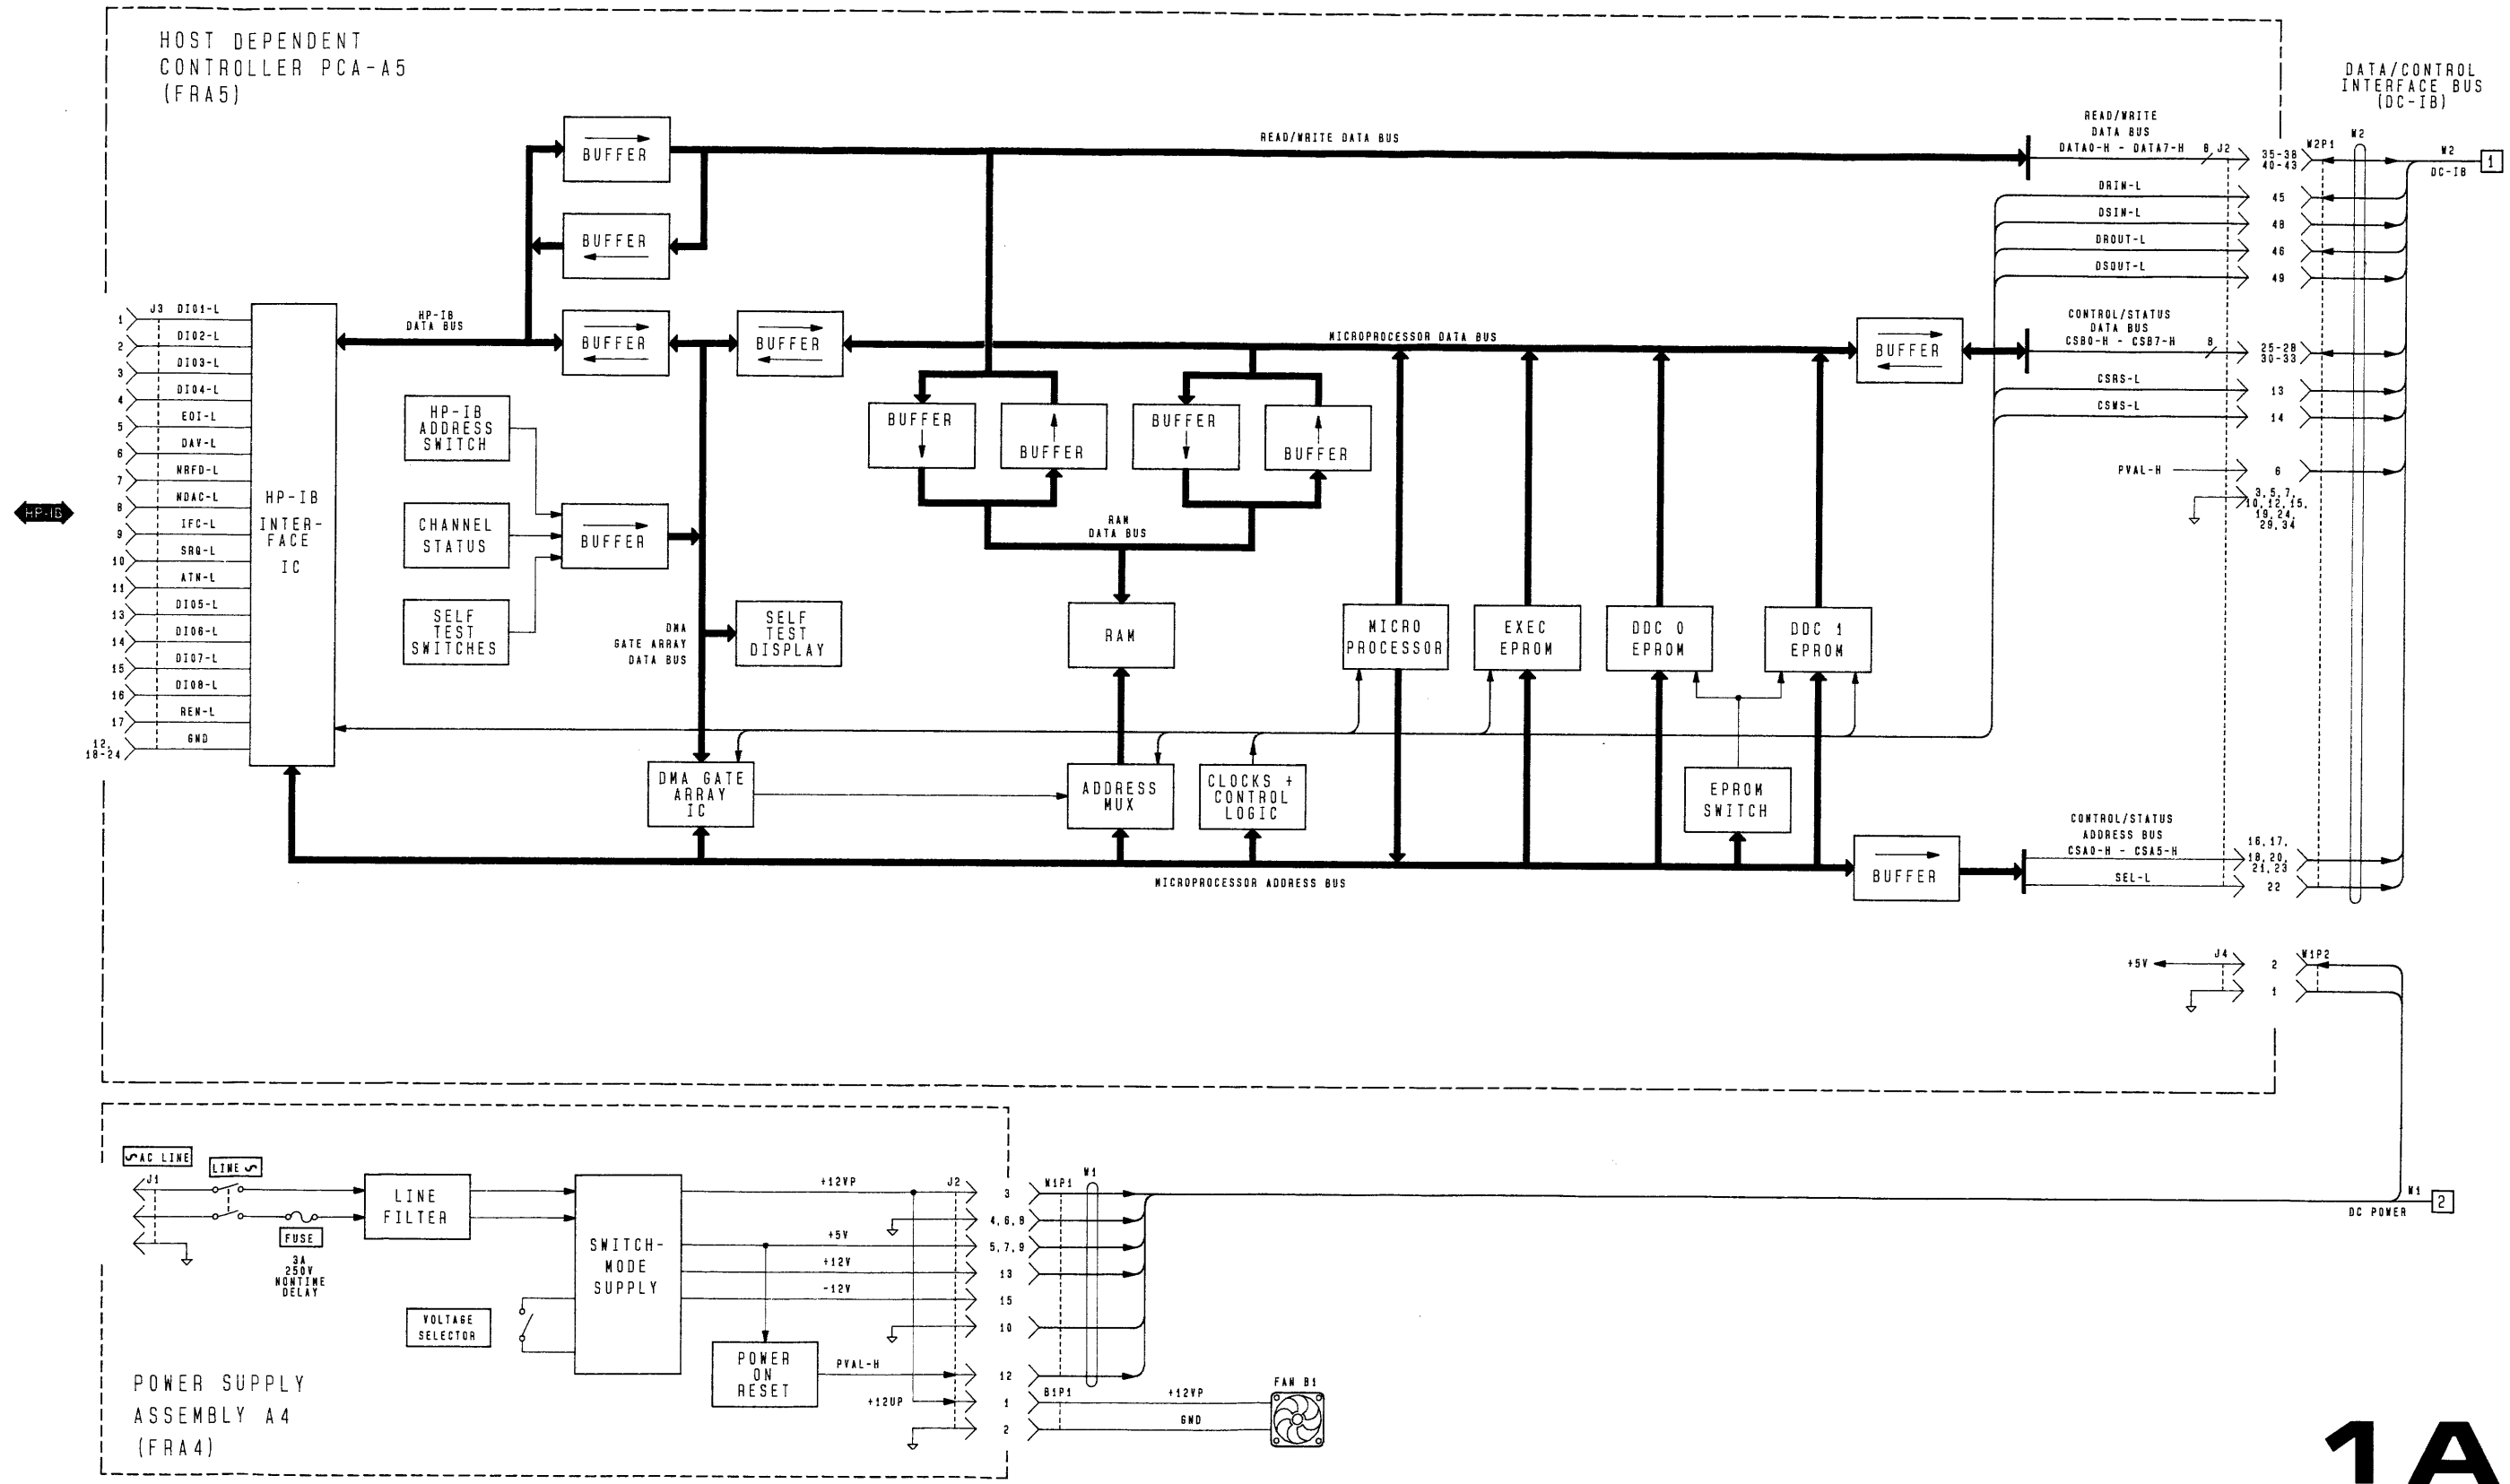 HOST DEPENDENT
CONTROLLER PCA-A5
(FRA5)
DATA/CONTROL
INTERFACE BUS
(DC-IB)
BUFFER
READ/WRITE DATA BUS
READ/WRITE
DATA BUS
DATA0-H - DATA7-H
8
J2
35-38
40-43
W2P1
W2
W2
DC-IB
1
DRIN-L
45
BUFFER
DSIN-L
48
DROUT-L
46
DSOUT-L
49
J3
1
DIO1-L
2
DIO2-L
3
DIO3-L
4
DIO4-L
5
EOI-L
6
DAV-L
7
NRFD-L
8
NDAC-L
9
IFC-L
10
SRQ-L
11
ATN-L
13
DIO5-L
14
DIO6-L
15
DIO7-L
16
DIO8-L
17
REN-L
12,
18-24
GND
HP-IB
HP-IB
INTER-
FACE
IC
HP-IB
DATA BUS
BUFFER
BUFFER
MICROPROCESSOR DATA BUS
BUFFER
CONTROL/STATUS
DATA BUS
CSB0-H - CSB7-H
8
25-28
30-33
CSRS-L
13
CSWS-L
14
PVAL-H
6
3,5,7,
10,12,15,
19,24,
29,34
HP-IB
ADDRESS
SWITCH
CHANNEL
STATUS
SELF
TEST
SWITCHES
BUFFER
BUFFER
BUFFER
BUFFER
BUFFER
RAM
DATA BUS
DMA
GATE ARRAY
DATA BUS
SELF
TEST
DISPLAY
RAM
MICRO
PROCESSOR
EXEC
EPROM
DDC 0
EPROM
DDC 1
EPROM
DMA GATE
ARRAY
IC
ADDRESS
MUX
CLOCKS +
CONTROL
LOGIC
EPROM
SWITCH
MICROPROCESSOR ADDRESS BUS
BUFFER
CONTROL/STATUS
ADDRESS BUS
CSA0-H - CSA5-H
16,17,
18,20,
21,23
SEL-L
22
+5V
J4
2
W1P2
1
AC LINE
J1
LINE
FUSE
3A
250V
NONTIME
DELAY
LINE
FILTER
SWITCH-
MODE
SUPPLY
VOLTAGE
SELECTOR
+12VP
J2
3
W1P1
W1
4,6,8
+5V
5,7,9
+12V
13
-12V
15
10
POWER
ON
RESET
PVAL-H
12
+12UP
1
B1P1
+12VP
2
GND
FAN B1
W1
2
DC POWER
POWER SUPPLY
ASSEMBLY A4
(FRA4)
1A